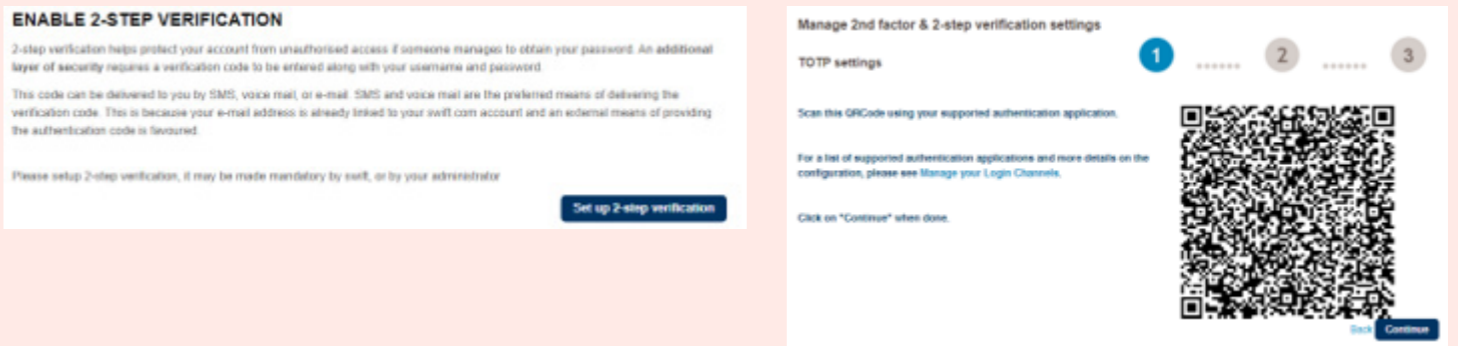 ENABLE 2-STEP VERIFICATION
2-step verification helps protect your account from unauthorised access if someone manages to obtain your password. An additional
layer of security requires a verification code to be entered along with your username and password.
This code can be delivered to you by SMS, voice mail, or e-mail. SMS and voice mail are the preferred means of delivering the
verification code. This is because your e-mail address is already linked to your swift.com account and an external means of providing
the authentication code is favoured.
Please setup 2-step verification, it may be made mandatory by swift, or by your administrator
Set up 2-step verification
Manage 2nd factor & 2-step verification settings
TOTP settings
1 ...... 2 ...... 3
Scan this QRCode using your supported authentication application.
For a list of supported authentication applications and more details on the
configuration, please see Manage your Login Channels.
Click on "Continue" when done.
Back Continue